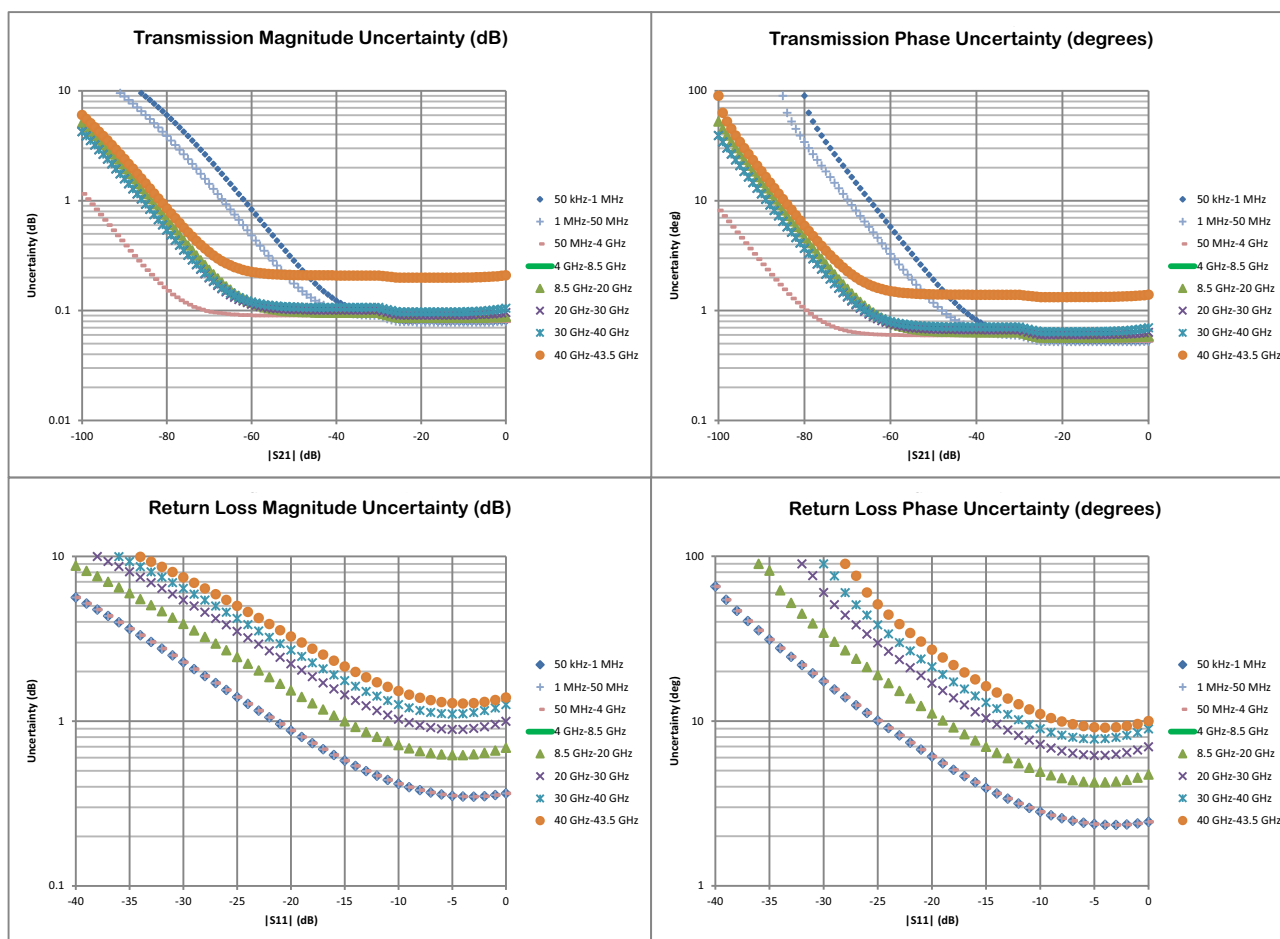 Transmission Magnitude Uncertainty (dB)
10
1
0.1
0.01
Uncertainty (dB)
-100
-80
-60
-40
-20
0
|S21| (dB)
50 kHz-1 MHz
1 MHz-50 MHz
50 MHz-4 GHz
4 GHz-8.5 GHz
8.5 GHz-20 GHz
20 GHz-30 GHz
30 GHz-40 GHz
40 GHz-43.5 GHz
Transmission Phase Uncertainty (degrees)
100
10
1
0.1
Uncertainty (deg)
-100
-80
-60
-40
-20
0
|S21| (dB)
50 kHz-1 MHz
1 MHz-50 MHz
50 MHz-4 GHz
4 GHz-8.5 GHz
8.5 GHz-20 GHz
20 GHz-30 GHz
30 GHz-40 GHz
40 GHz-43.5 GHz
Return Loss Magnitude Uncertainty (dB)
10
1
0.1
Uncertainty (dB)
-40
-35
-30
-25
-20
-15
-10
-5
0
|S11| (dB)
50 kHz-1 MHz
1 MHz-50 MHz
50 MHz-4 GHz
4 GHz-8.5 GHz
8.5 GHz-20 GHz
20 GHz-30 GHz
30 GHz-40 GHz
40 GHz-43.5 GHz
Return Loss Phase Uncertainty (degrees)
100
10
1
Uncertainty (deg)
-40
-35
-30
-25
-20
-15
-10
-5
0
|S11| (dB)
50 kHz-1 MHz
1 MHz-50 MHz
50 MHz-4 GHz
4 GHz-8.5 GHz
8.5 GHz-20 GHz
20 GHz-30 GHz
30 GHz-40 GHz
40 GHz-43.5 GHz